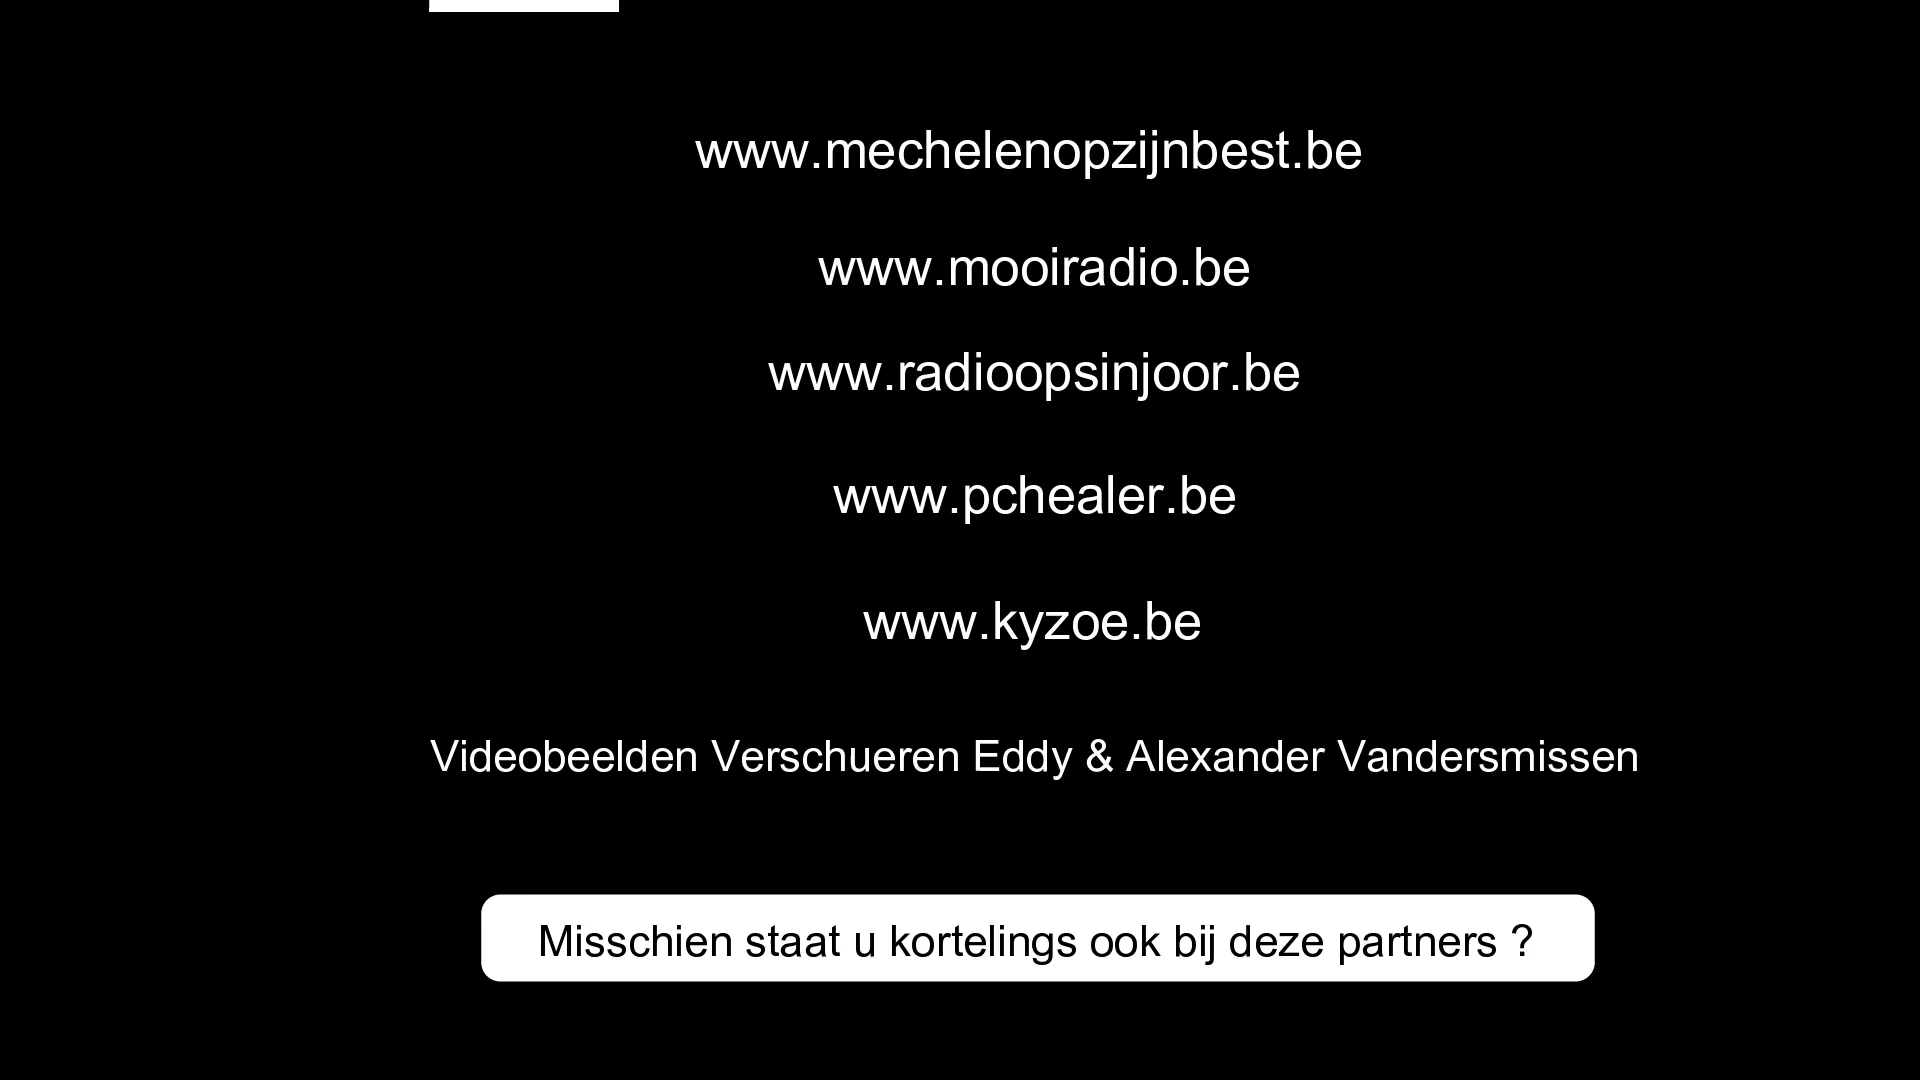 www.mechelenopzijnbest.be
www.mooiradio.be
www.radioopsinjoor.be
www.pchealer.be
www.kyzoe.be
Videobeelden Verschueren Eddy & Alexander Vandersmissen
Misschien staat u kortelings ook bij deze partners ?